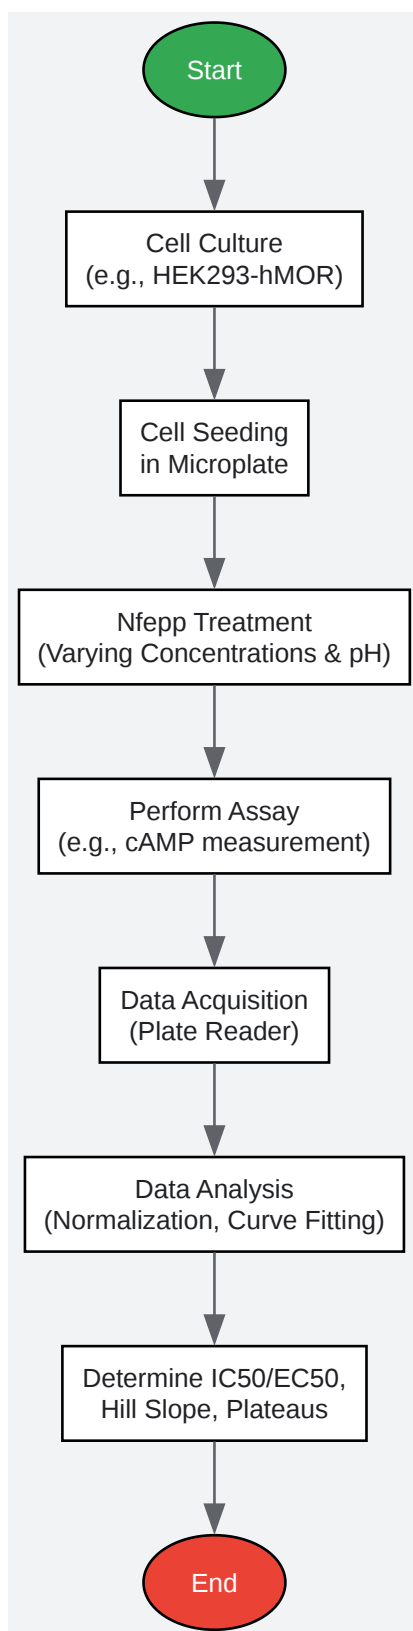 Start
Cell Culture
(e.g., HEK293-hMOR)
Cell Seeding
in Microplate
Nfepp Treatment
(Varying Concentrations & pH)
Perform Assay
(e.g., cAMP measurement)
Data Acquisition
(Plate Reader)
Data Analysis
(Normalization, Curve Fitting)
Determine IC50/EC50,
Hill Slope, Plateaus
End